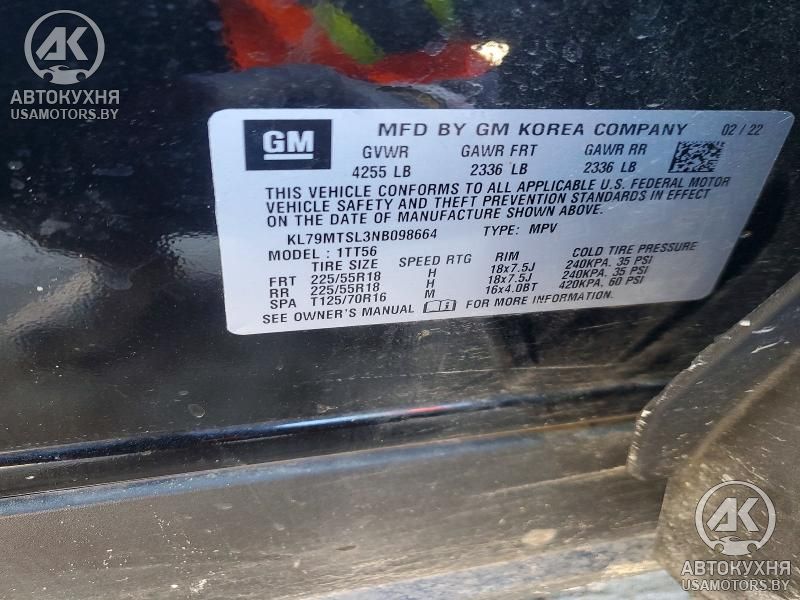 AK
АВТОКУХНЯ
USAMOTORS.BY
GM MFD BY GM KOREA COMPANY 02 / 22
GVWR GAWR FRT GAWR RR
4255 LB 2336 LB 2336 LB
THIS VEHICLE CONFORMS TO ALL APPLICABLE U.S. FEDERAL MOTOR
VEHICLE SAFETY AND THEFT PREVENTION STANDARDS IN EFFECT
ON THE DATE OF MANUFACTURE SHOWN ABOVE.
KL79MTSL3NB098664 TYPE: MPV
MODEL : 1TT56
TIRE SIZE SPEED RTG RIM COLD TIRE PRESSURE
FRT 225/55R18 H 18x7.5J 240KPA. 35 PSI
RR 225/55R18 H 18x7.5J 240KPA. 35 PSI
SPA T125/70R16 M 16x4.0BT 420KPA. 60 PSI
SEE OWNER'S MANUAL FOR MORE INFORMATION.
AK
АВТОКУХНЯ
USAMOTORS.BY